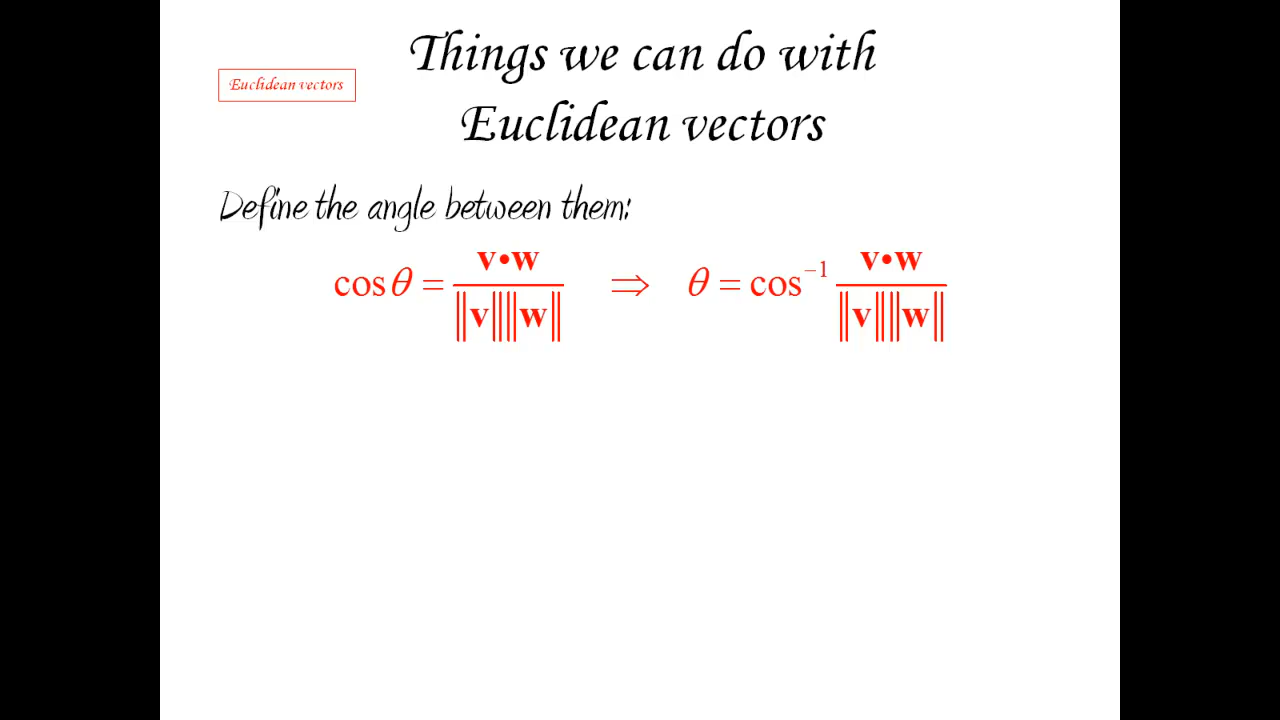 Things we can do with
Euclidean vectors
Euclidean vectors
Define the angle between them:
cos θ = v•w / ‖v‖‖w‖ ⇒ θ = cos⁻¹ v•w / ‖v‖‖w‖